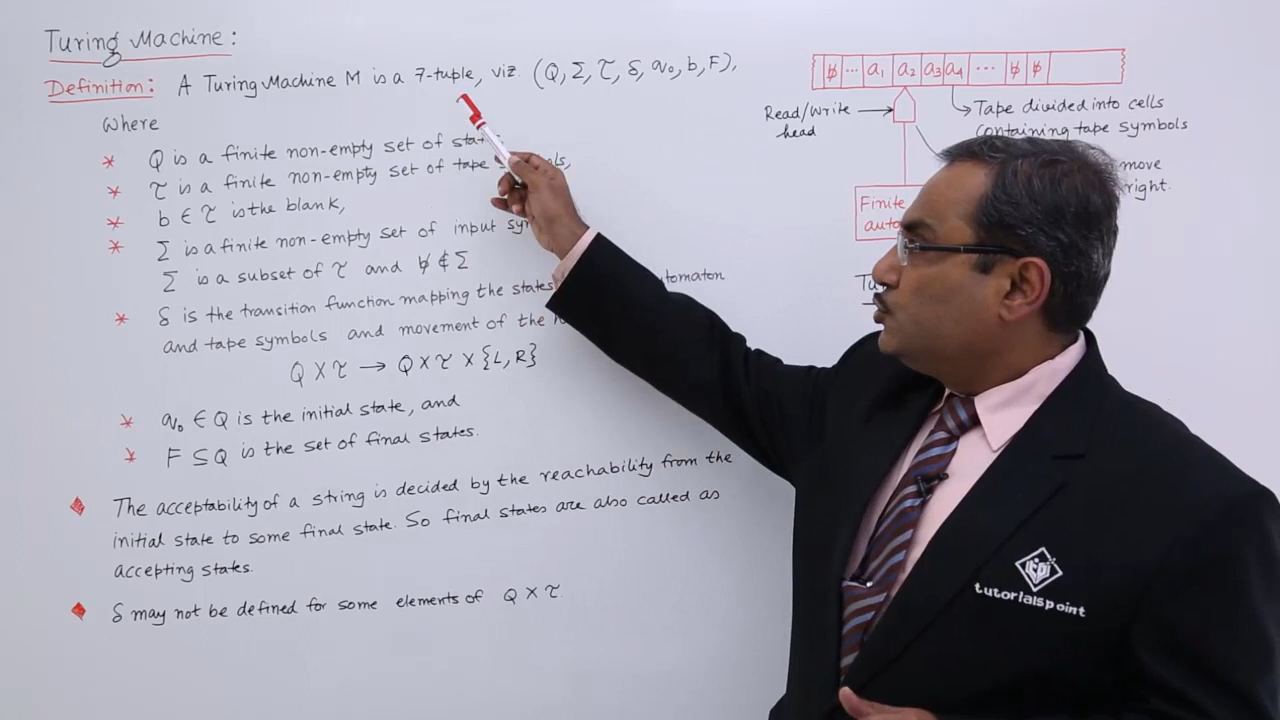 Turing Machine:
Definition: A Turing Machine M is a 7-tuple, viz. (Q, Σ, τ, δ, q₀, b, F),
Where
* Q is a finite non-empty set of
* τ is a finite non-empty set of tape
* b ∈ τ is the blank,
* Σ is a finite non-empty set of input
Σ is a subset of τ and b̸ ∉ Σ
* δ is the transition function mapping the states automaton
and tape symbols and movement of the
Q X τ → Q X τ X {L, R}
* q₀ ∈ Q is the initial state, and
* F ⊆ Q is the set of final states.
The acceptability of a string is decided by the reachability from the
initial state to some final state. So final states are also called as
accepting states.
δ may not be defined for some elements of Q X τ.
b̸ ... a₁ a₂ a₃ a₄ ... b̸ b̸
Read/Write
head
Tape divided into cells
containing tape symbols
move
right.
Finite
tutorialspoint